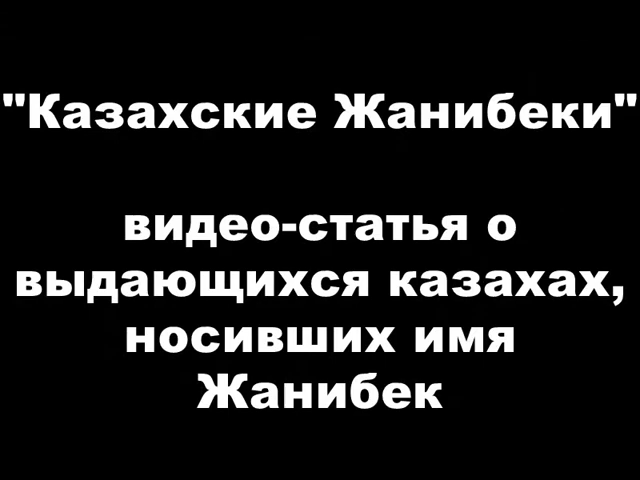 "Казахские Жанибеки"
видео-статья о
выдающихся казахах,
носивших имя
Жанибек